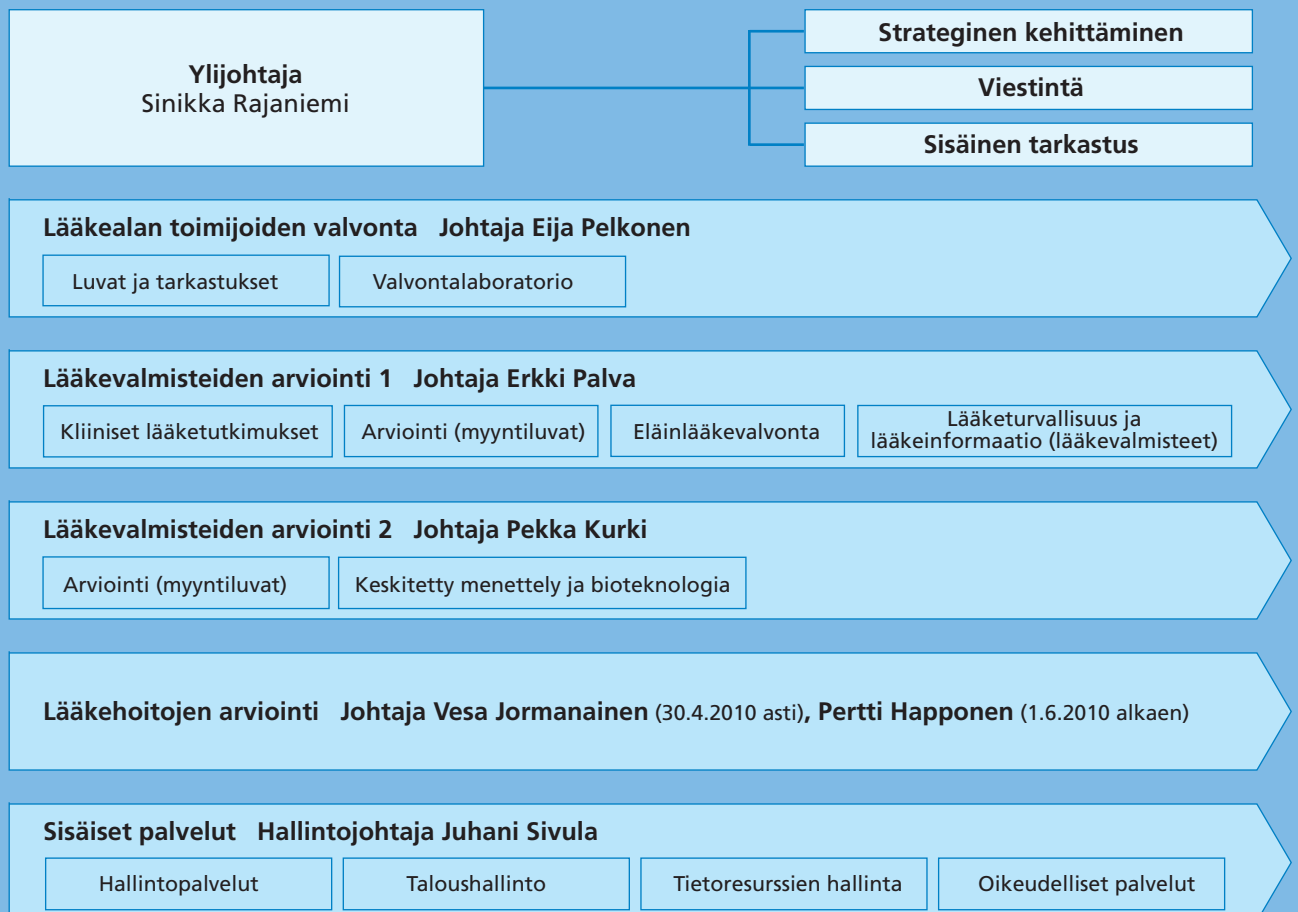 Ylijohtaja
Sinikka Rajaniemi
Strateginen kehittäminen
Viestintä
Sisäinen tarkastus
Lääkealan toimijoiden valvonta Johtaja Eija Pelkonen
Luvat ja tarkastukset
Valvontalaboratorio
Lääkevalmisteiden arviointi 1 Johtaja Erkki Palva
Kliiniset lääketutkimukset
Arviointi (myyntiluvat)
Eläinlääkevalvonta
Lääketurvallisuus ja
lääkeinformaatio (lääkevalmisteet)
Lääkevalmisteiden arviointi 2 Johtaja Pekka Kurki
Arviointi (myyntiluvat)
Keskitetty menettely ja bioteknologia
Lääkehoitojen arviointi Johtaja Vesa Jormanainen (30.4.2010 asti), Pertti Happonen (1.6.2010 alkaen)
Sisäiset palvelut Hallintojohtaja Juhani Sivula
Hallintopalvelut
Taloushallinto
Tietoresurssien hallinta
Oikeudelliset palvelut